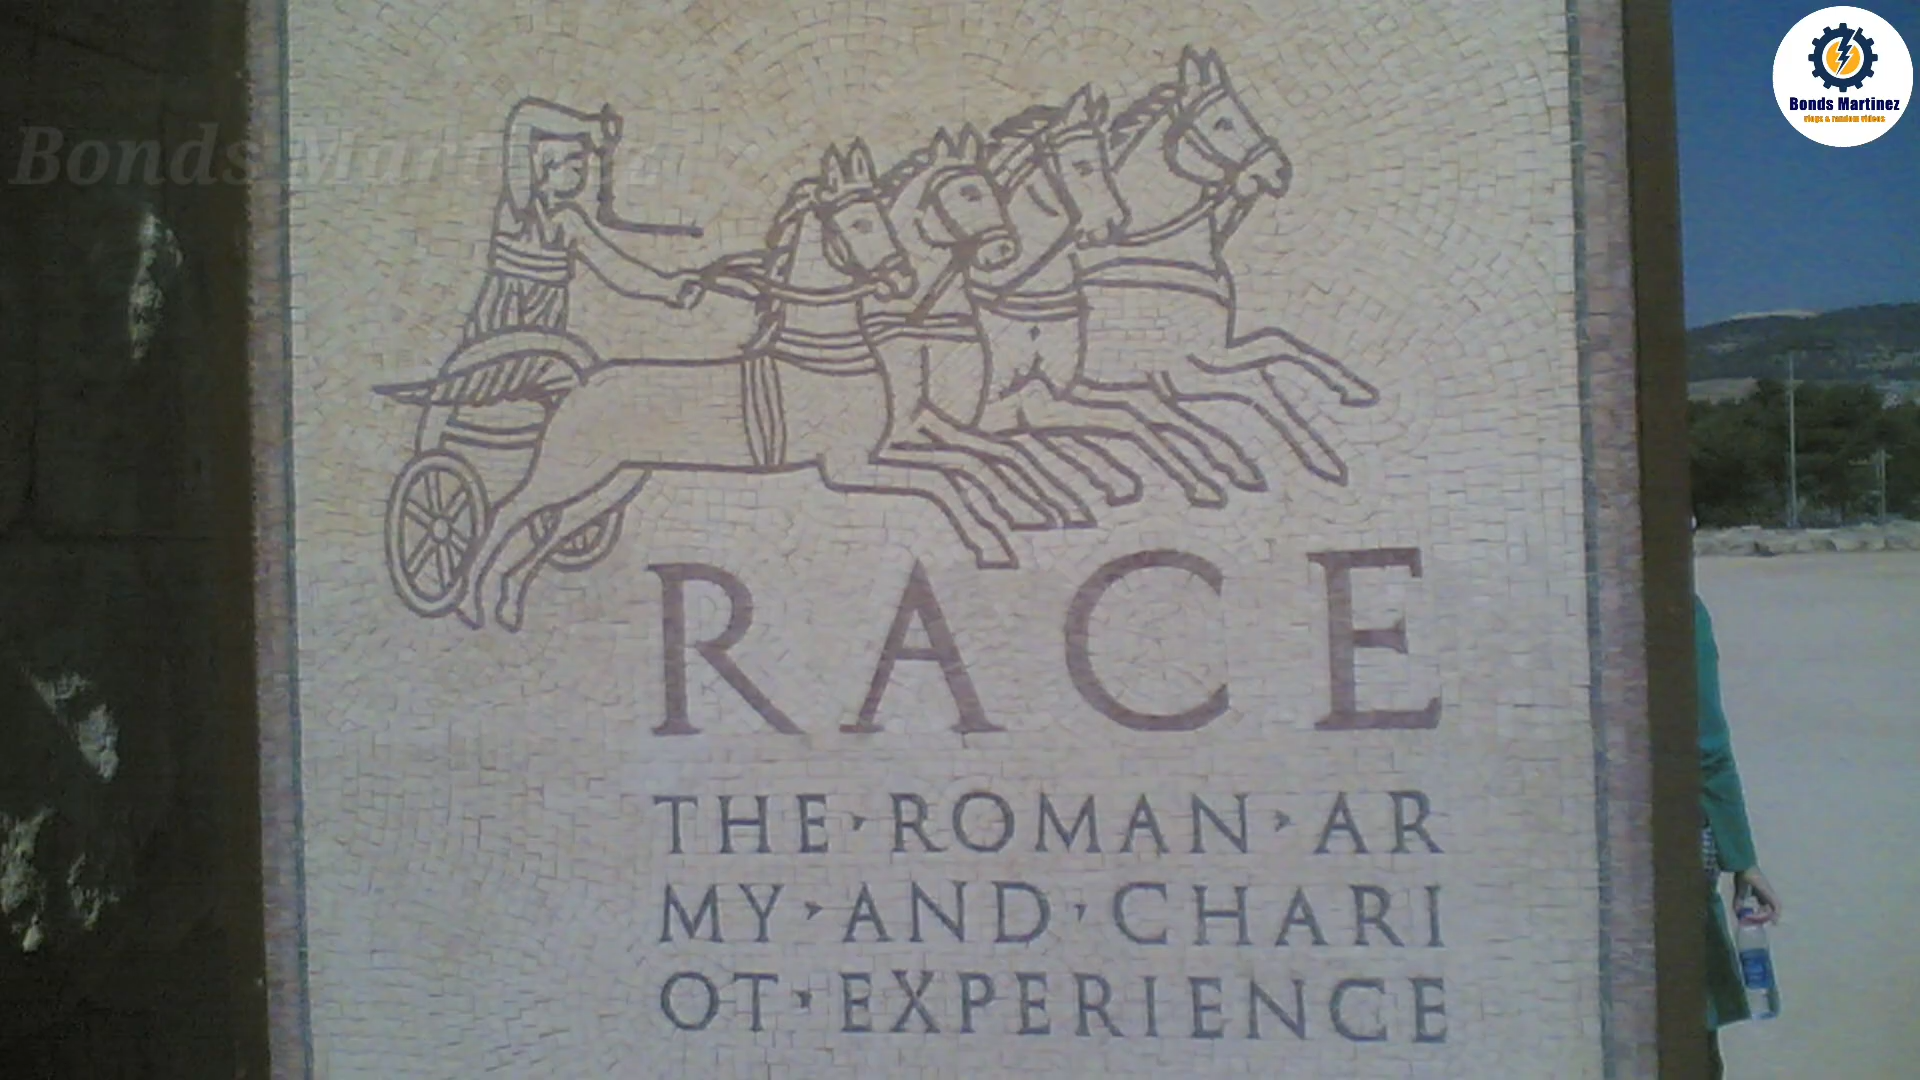 Bonds Martinez
vlogs & random videos
Bonds Martinez
RACE
THE·ROMAN·AR
MY·AND·CHARI
OT·EXPERIENCE